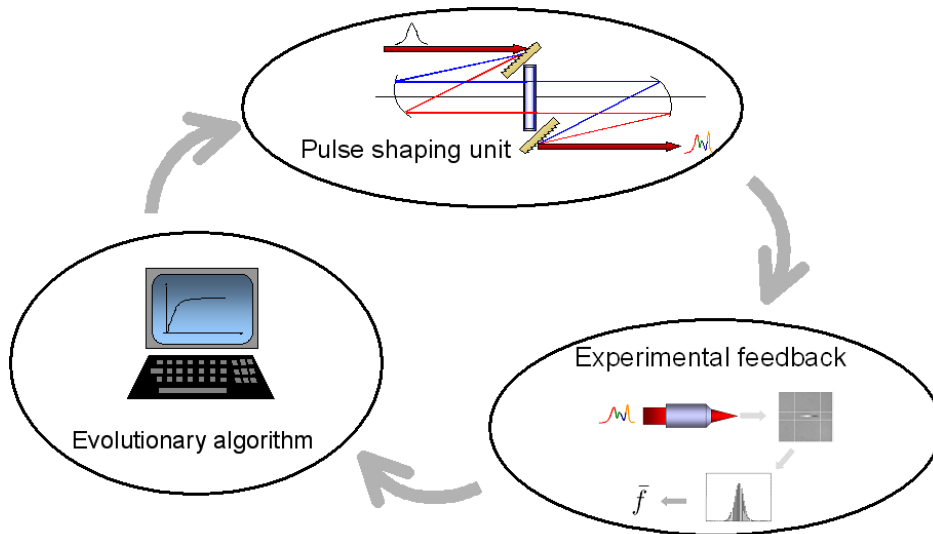 Pulse shaping unit
Experimental feedback
f̄
Evolutionary algorithm